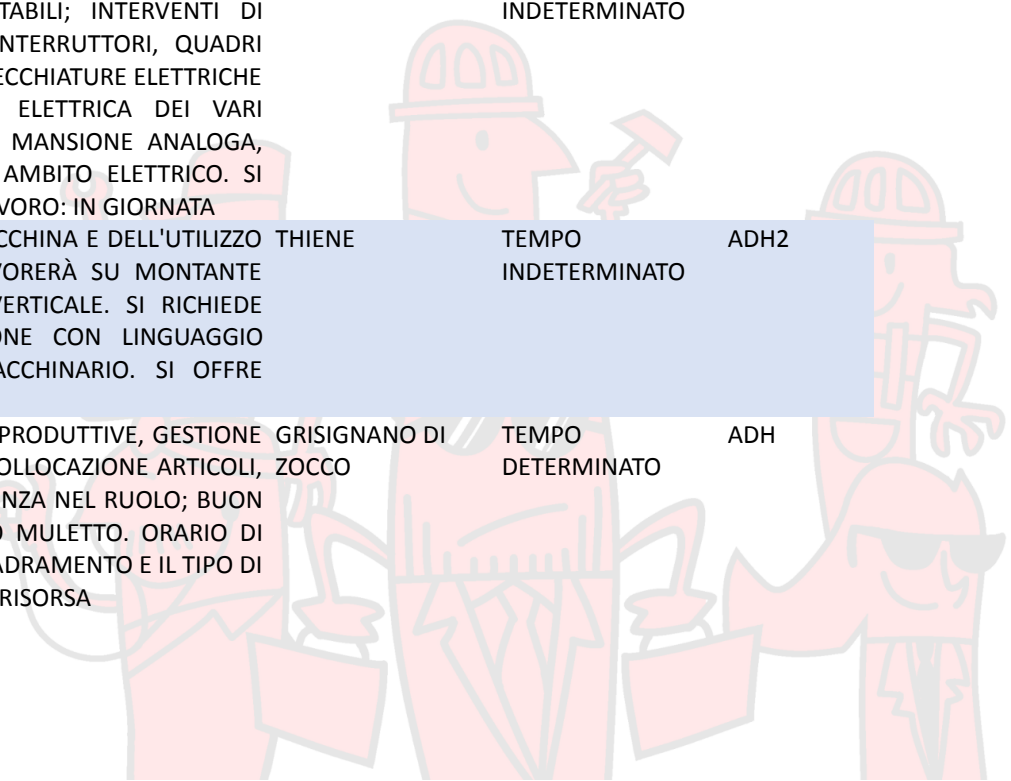 TABILI; INTERVENTI DI
NTERRUTTORI, QUADRI
ECCHIATURE ELETTRICHE
ELETTRICA DEI VARI
MANSIONE ANALOGA,
AMBITO ELETTRICO. SI
VORO: IN GIORNATA
INDETERMINATO
CCHINA E DELL'UTILIZZO
VORERÀ SU MONTANTE
VERTICALE. SI RICHIEDE
ONE CON LINGUAGGIO
ACCHINARIO. SI OFFRE
THIENE
TEMPO
INDETERMINATO
ADH2
PRODUTTIVE, GESTIONE
OLLOCAZIONE ARTICOLI,
NZA NEL RUOLO; BUON
O MULETTO. ORARIO DI
ADRAMENTO E IL TIPO DI
RISORSA
GRISIGNANO DI
ZOCCO
TEMPO
DETERMINATO
ADH